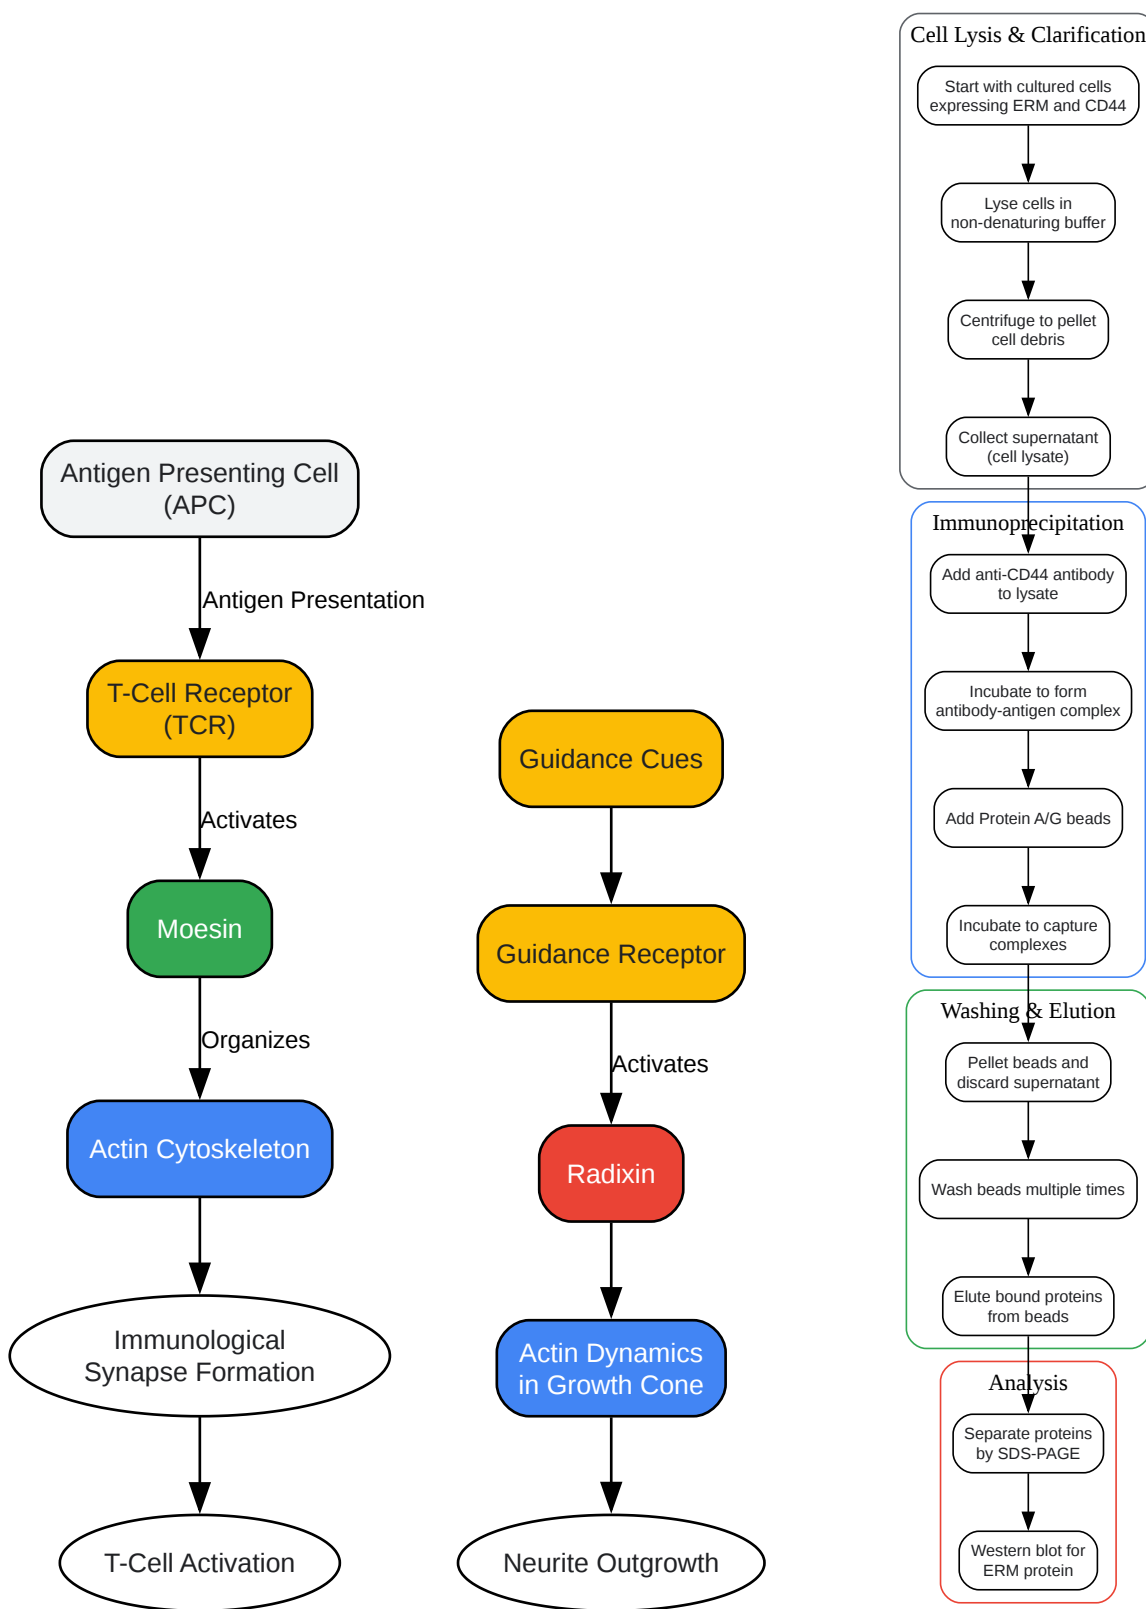 Antigen Presenting Cell
(APC)
Antigen Presentation
T-Cell Receptor
(TCR)
Activates
Moesin
Organizes
Actin Cytoskeleton
Immunological
Synapse Formation
T-Cell Activation
Guidance Cues
Guidance Receptor
Activates
Radixin
Actin Dynamics
in Growth Cone
Neurite Outgrowth
Cell Lysis & Clarification
Start with cultured cells
expressing ERM and CD44
Lyse cells in
non-denaturing buffer
Centrifuge to pellet
cell debris
Collect supernatant
(cell lysate)
Immunoprecipitation
Add anti-CD44 antibody
to lysate
Incubate to form
antibody-antigen complex
Add Protein A/G beads
Incubate to capture
complexes
Washing & Elution
Pellet beads and
discard supernatant
Wash beads multiple times
Elute bound proteins
from beads
Analysis
Separate proteins
by SDS-PAGE
Western blot for
ERM protein